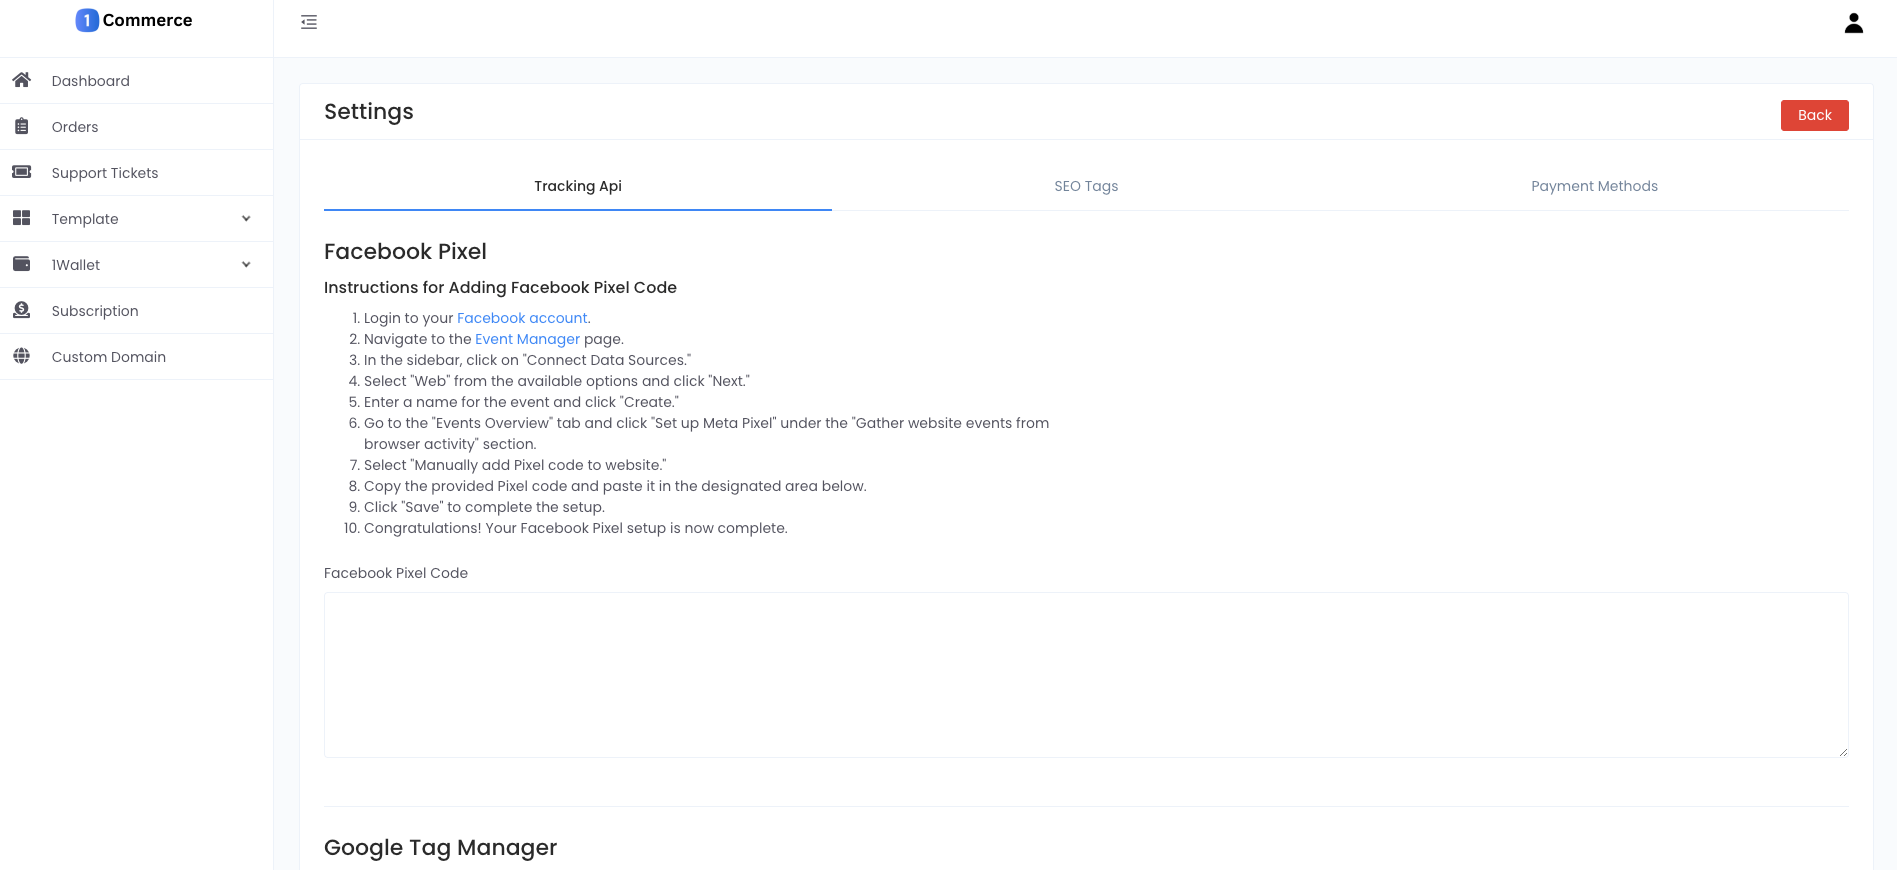 1 Commerce
Dashboard
Orders
Support Tickets
Template
1Wallet
Subscription
Custom Domain
Settings
Back
Tracking Api
SEO Tags
Payment Methods
Facebook Pixel
Instructions for Adding Facebook Pixel Code
1. Login to your Facebook account.
2. Navigate to the Event Manager page.
3. In the sidebar, click on "Connect Data Sources."
4. Select "Web" from the available options and click "Next."
5. Enter a name for the event and click "Create."
6. Go to the "Events Overview" tab and click "Set up Meta Pixel" under the "Gather website events from
browser activity" section.
7. Select "Manually add Pixel code to website."
8. Copy the provided Pixel code and paste it in the designated area below.
9. Click "Save" to complete the setup.
10. Congratulations! Your Facebook Pixel setup is now complete.
Facebook Pixel Code
Google Tag Manager